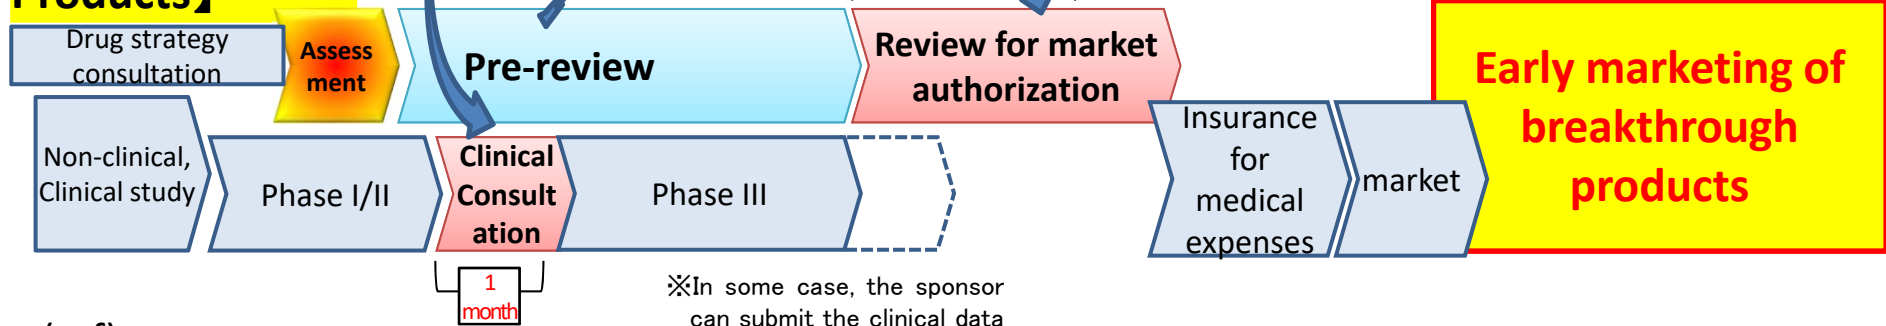 Products】
Drug strategy
consultation
Assess
ment
Pre-review
Review for market
authorization
Early marketing of
breakthrough
products
Non-clinical,
Clinical study
Phase I/II
Clinical
Consult
ation
Phase III
Insurance
for
medical
expenses
market
1
month
※In some case, the sponsor
can submit the clinical data